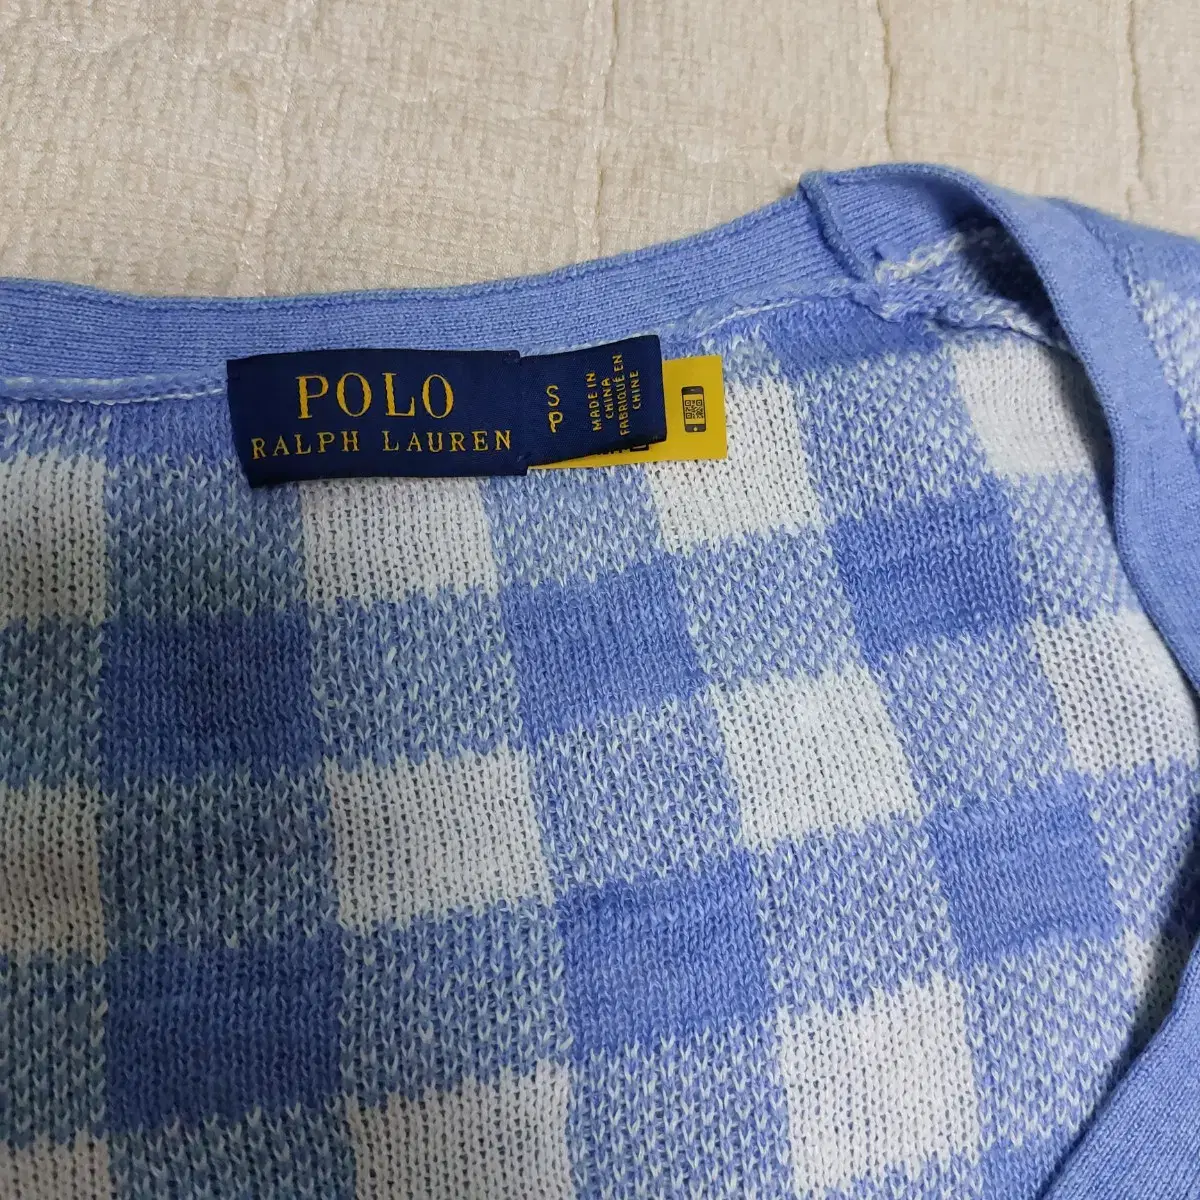 POLO
RALPH LAUREN
S
P
MADE IN
CHINA
FABRIQUÉ EN
CHINE